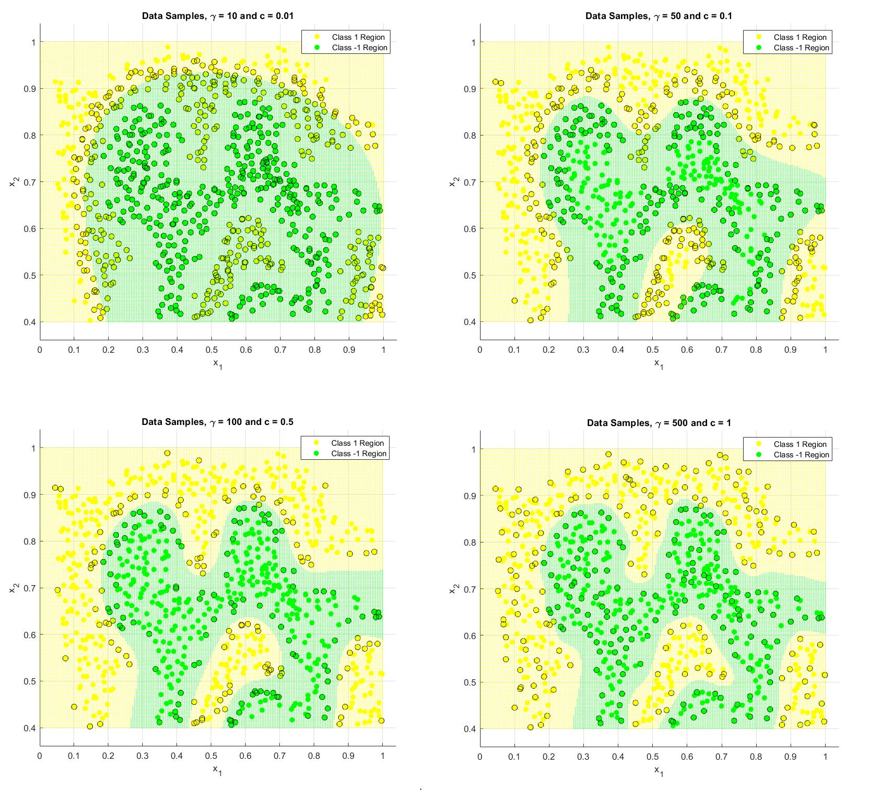 Data Samples, γ = 10 and c = 0.01
Class 1 Region
Class -1 Region
1
0.9
0.8
0.7
0.6
0.5
0.4
x2
0 0.1 0.2 0.3 0.4 0.5 0.6 0.7 0.8 0.9 1
x1
Data Samples, γ = 50 and c = 0.1
Class 1 Region
Class -1 Region
1
0.9
0.8
0.7
0.6
0.5
0.4
x2
0 0.1 0.2 0.3 0.4 0.5 0.6 0.7 0.8 0.9 1
x1
Data Samples, γ = 100 and c = 0.5
Class 1 Region
Class -1 Region
1
0.9
0.8
0.7
0.6
0.5
0.4
x2
0 0.1 0.2 0.3 0.4 0.5 0.6 0.7 0.8 0.9 1
x1
Data Samples, γ = 500 and c = 1
Class 1 Region
Class -1 Region
1
0.9
0.8
0.7
0.6
0.5
0.4
x2
0 0.1 0.2 0.3 0.4 0.5 0.6 0.7 0.8 0.9 1
x1